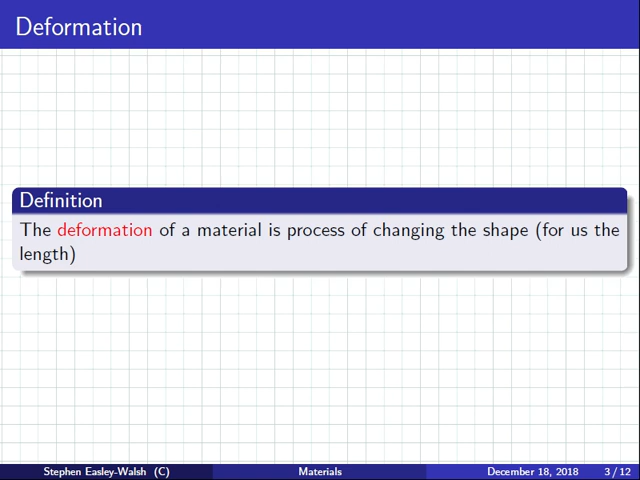 Deformation
Definition
The deformation of a material is process of changing the shape (for us the
length)
Stephen Easley-Walsh (C) Materials December 18, 2018 3 / 12